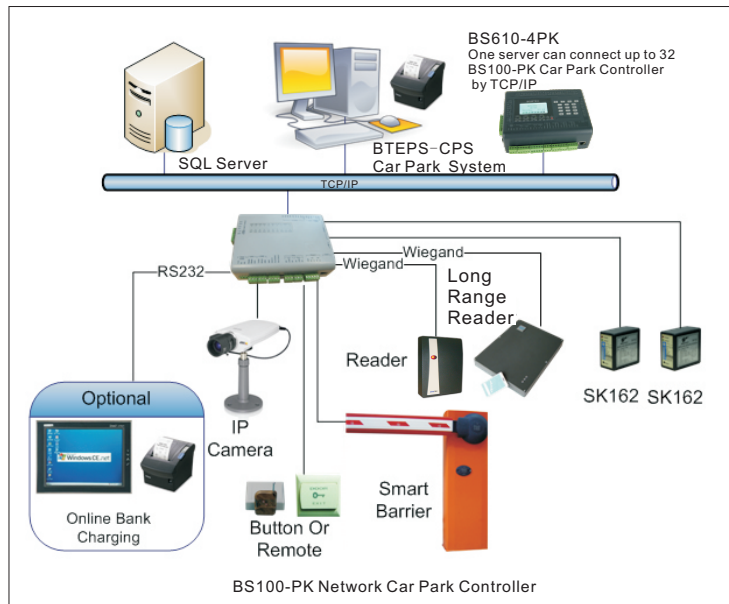 BS610-4PK
One server can connect up to 32
BS100-PK Car Park Controller
by TCP/IP
SQL Server
BTEPS-CPS
Car Park System
TCP/IP
RS232
Wiegand
Wiegand
Long
Range
Reader
Reader
SK162
SK162
Optional
WindowsCE.net
Online Bank
Charging
IP
Camera
Button Or
Remote
Smart
Barrier
BS100-PK Network Car Park Controller